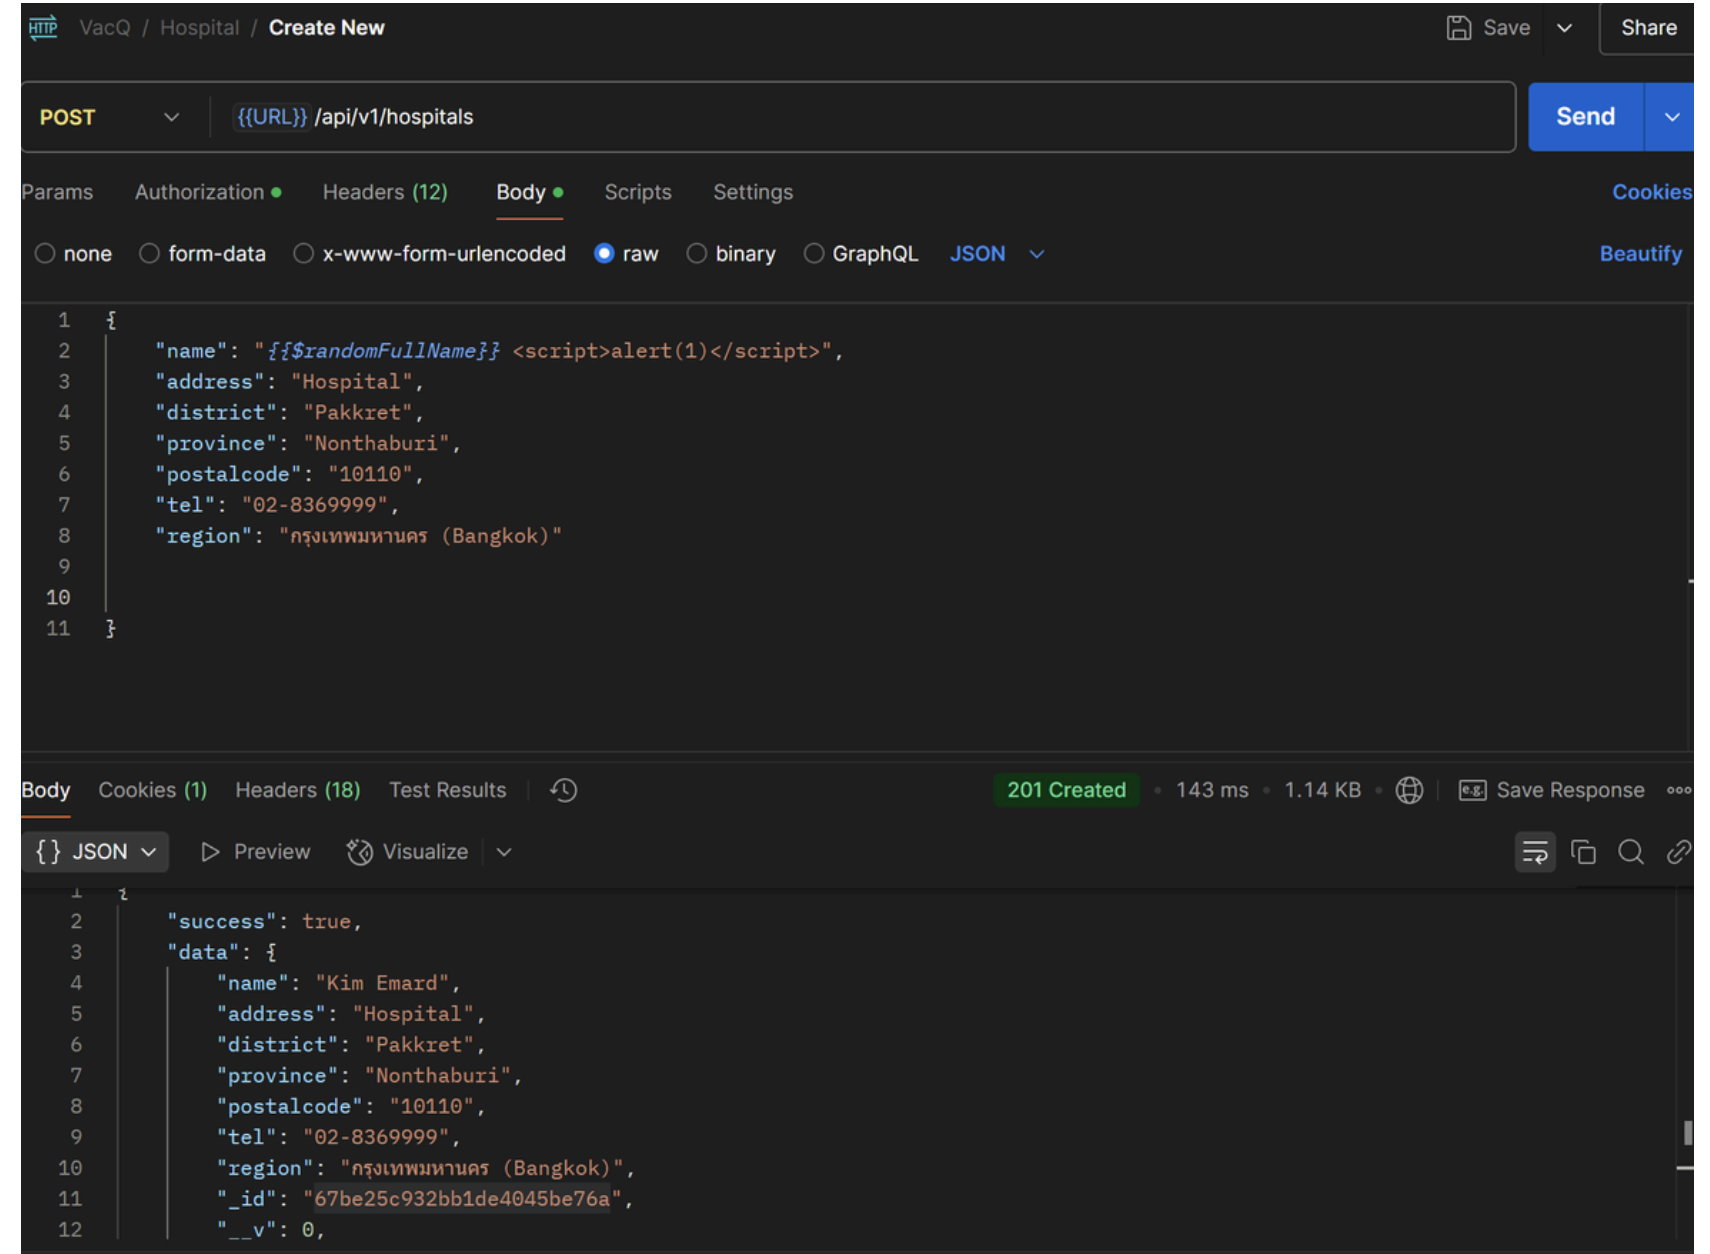 HTTP VacQ / Hospital / Create New Save Share
POST {{URL}} /api/v1/hospitals Send
Params Authorization Headers (12) Body Scripts Settings Cookies
none form-data x-www-form-urlencoded raw binary GraphQL JSON Beautify
1 {
2 "name": "{{$randomFullName}} <script>alert(1)</script>",
3 "address": "Hospital",
4 "district": "Pakkret",
5 "province": "Nonthaburi",
6 "postalcode": "10110",
7 "tel": "02-8369999",
8 "region": "กรุงเทพมหานคร (Bangkok)"
9
10
11 }
Body Cookies (1) Headers (18) Test Results 201 Created • 143 ms • 1.14 KB • e.g. Save Response
{} JSON Preview Visualize
1 {
2 "success": true,
3 "data": {
4 "name": "Kim Emard",
5 "address": "Hospital",
6 "district": "Pakkret",
7 "province": "Nonthaburi",
8 "postalcode": "10110",
9 "tel": "02-8369999",
10 "region": "กรุงเทพมหานคร (Bangkok)",
11 "_id": "67be25c932bb1de4045be76a",
12 "__v": 0,